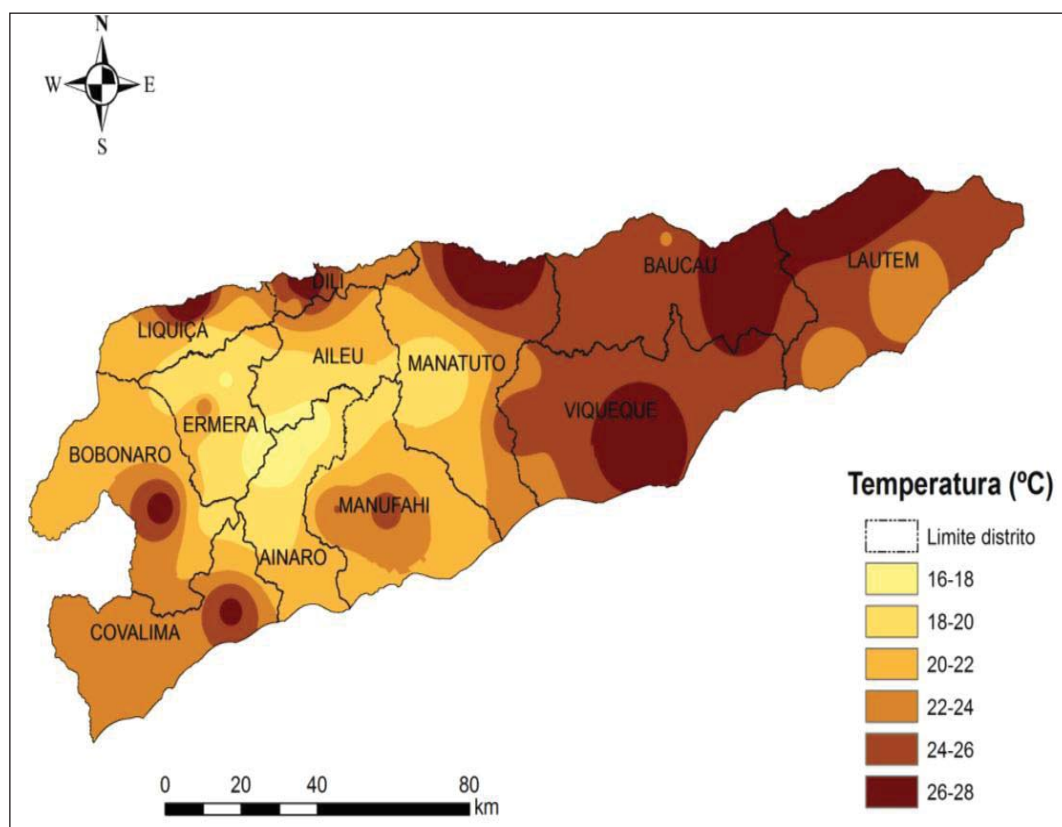 N
W E
S
DILI
BAUCAU
LAUTEM
LIQUIÇÁ
AILEU
MANATUTO
ERMERA
VIQUEQUE
BOBONARO
MANUFAHI
AINARO
COVALIMA
Temperatura (ºC)
Limite distrito
16-18
18-20
20-22
22-24
24-26
26-28
0 20 40 80
km